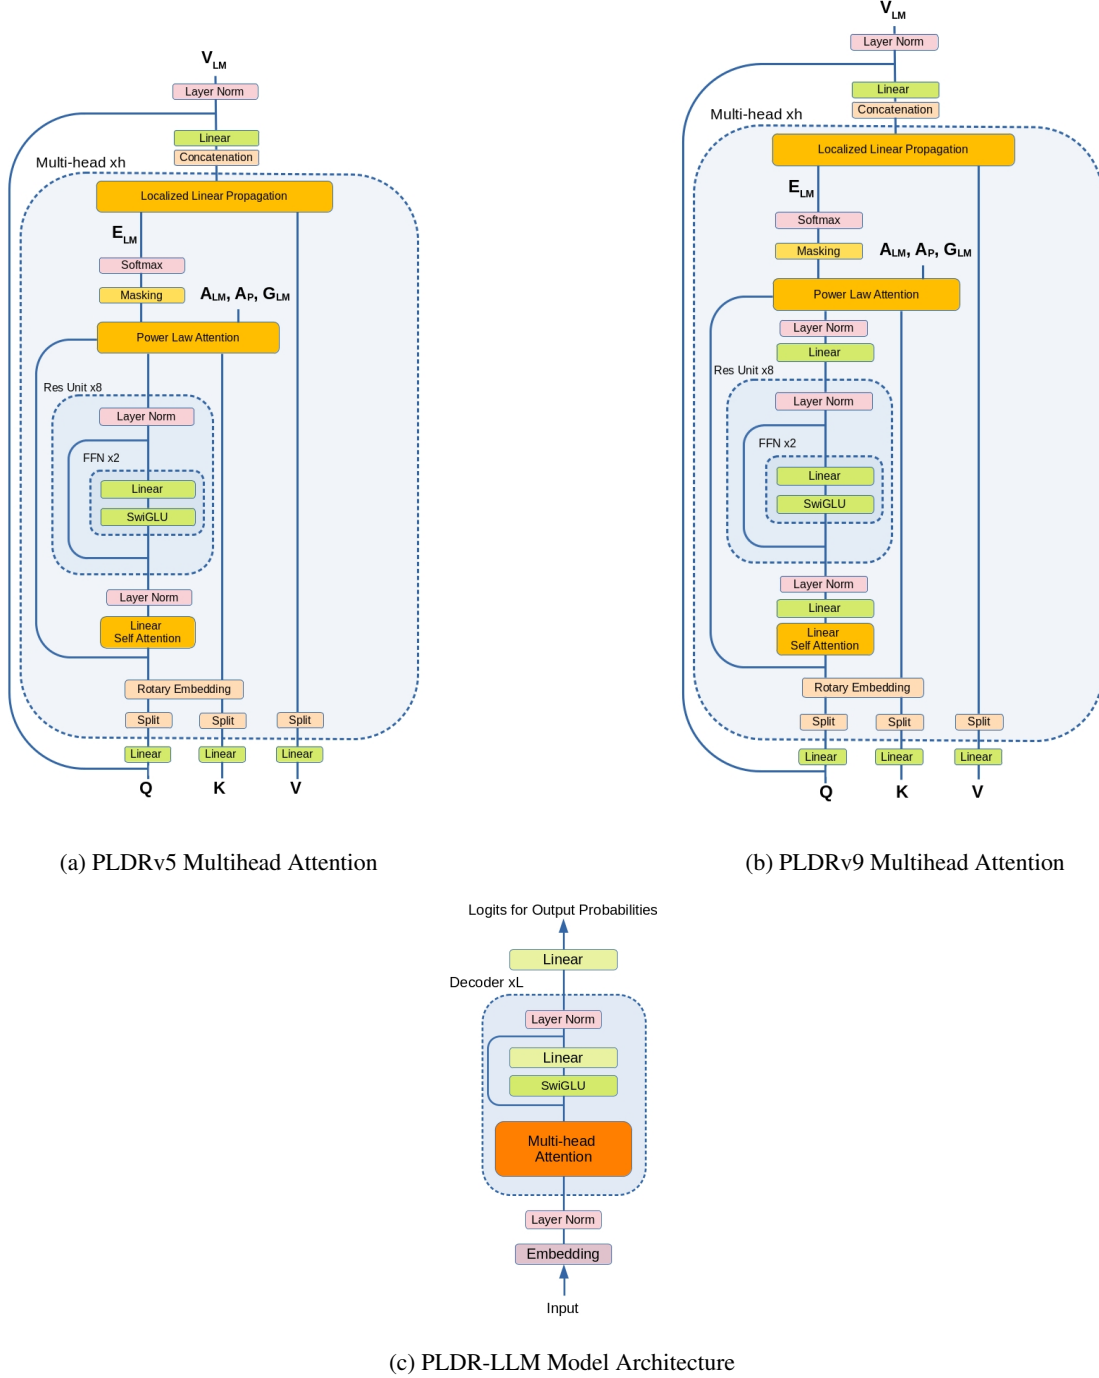 V_LM
Layer Norm
Linear
Concatenation
Multi-head xh
Localized Linear Propagation
E_LM
Softmax
Masking
A_LM, A_P, G_LM
Power Law Attention
Res Unit x8
Layer Norm
FFN x2
Linear
SwiGLU
Layer Norm
Linear
Self Attention
Rotary Embedding
Split Split Split
Linear Linear Linear
Q K V
(a) PLDRv5 Multihead Attention
V_LM
Layer Norm
Linear
Concatenation
Multi-head xh
Localized Linear Propagation
E_LM
Softmax
Masking
A_LM, A_P, G_LM
Power Law Attention
Layer Norm
Linear
Res Unit x8
Layer Norm
FFN x2
Linear
SwiGLU
Layer Norm
Linear
Linear
Self Attention
Rotary Embedding
Split Split Split
Linear Linear Linear
Q K V
(b) PLDRv9 Multihead Attention
Logits for Output Probabilities
Linear
Decoder xL
Layer Norm
Linear
SwiGLU
Multi-head
Attention
Layer Norm
Embedding
Input
(c) PLDR-LLM Model Architecture